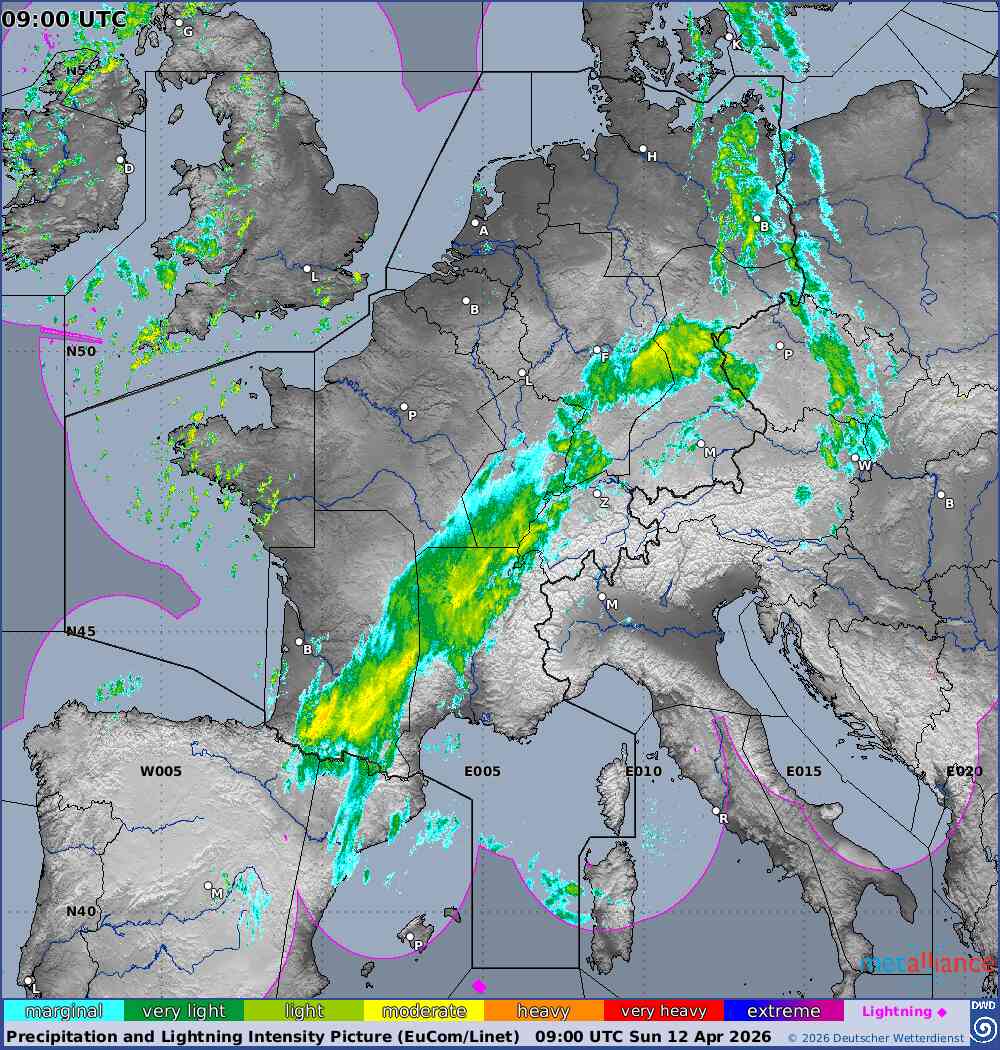 09:00 UTC
G
K
N55
H
D
A
B
L
B
N50
F
P
L
P
M
W
Z
B
M
N45
B
W005
E005
E010
E015
E020
R
M
N40
P
L
metalliance
marginal very light light moderate heavy very heavy extreme Lightning
DWD
Precipitation and Lightning Intensity Picture (EuCom/Linet) 09:00 UTC Sun 12 Apr 2026 © 2026 Deutscher Wetterdienst